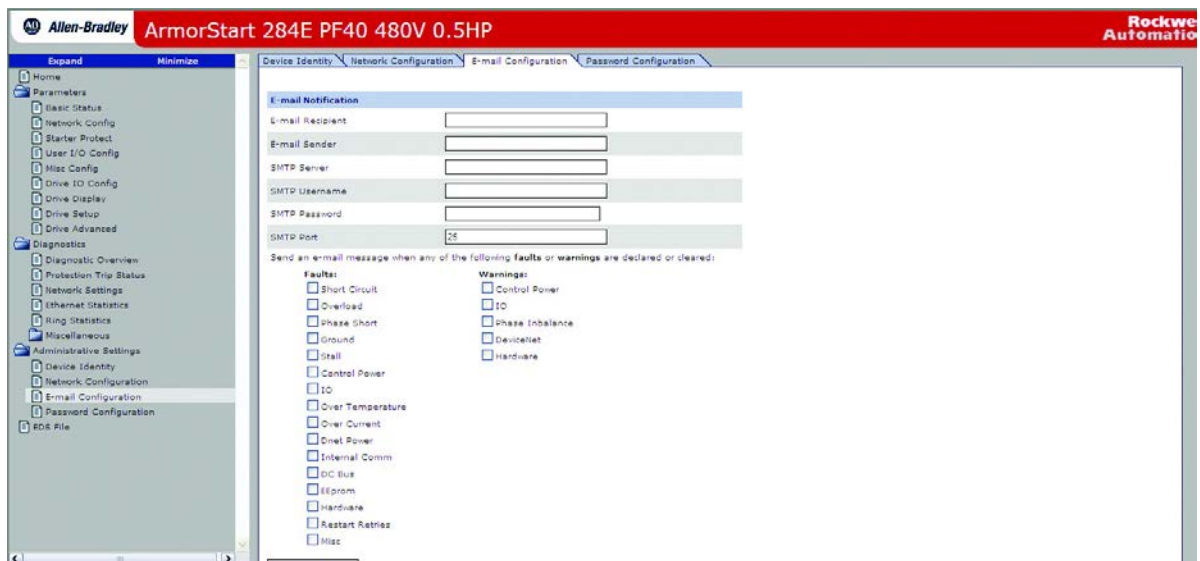 AB Allen-Bradley
ArmorStart 284E PF40 480V 0.5HP
Rockwe
Automatio
Expand Minimize
Home
Parameters
Basic Status
Network Config
Starter Protect
User I/O Config
Misc Config
Drive IO Config
Drive Display
Drive Setup
Drive Advanced
Diagnostics
Diagnostic Overview
Protection Trip Status
Network Settings
Ethernet Statistics
Ring Statistics
Miscellaneous
Administrative Settings
Device Identity
Network Configuration
E-mail Configuration
Password Configuration
EDS File
Device Identity Network Configuration E-mail Configuration Password Configuration
E-mail Notification
E-mail Recipient
E-mail Sender
SMTP Server
SMTP Username
SMTP Password
SMTP Port 25
Send an e-mail message when any of the following faults or warnings are declared or cleared:
Faults: Warnings:
Short Circuit Control Power
Overload IO
Phase Short Phase Inbalance
Ground DeviceNet
Stall Hardware
Control Power
IO
Over Temperature
Over Current
Dnet Power
Internal Comm
DC Bus
EEprom
Hardware
Restart Retries
Misc